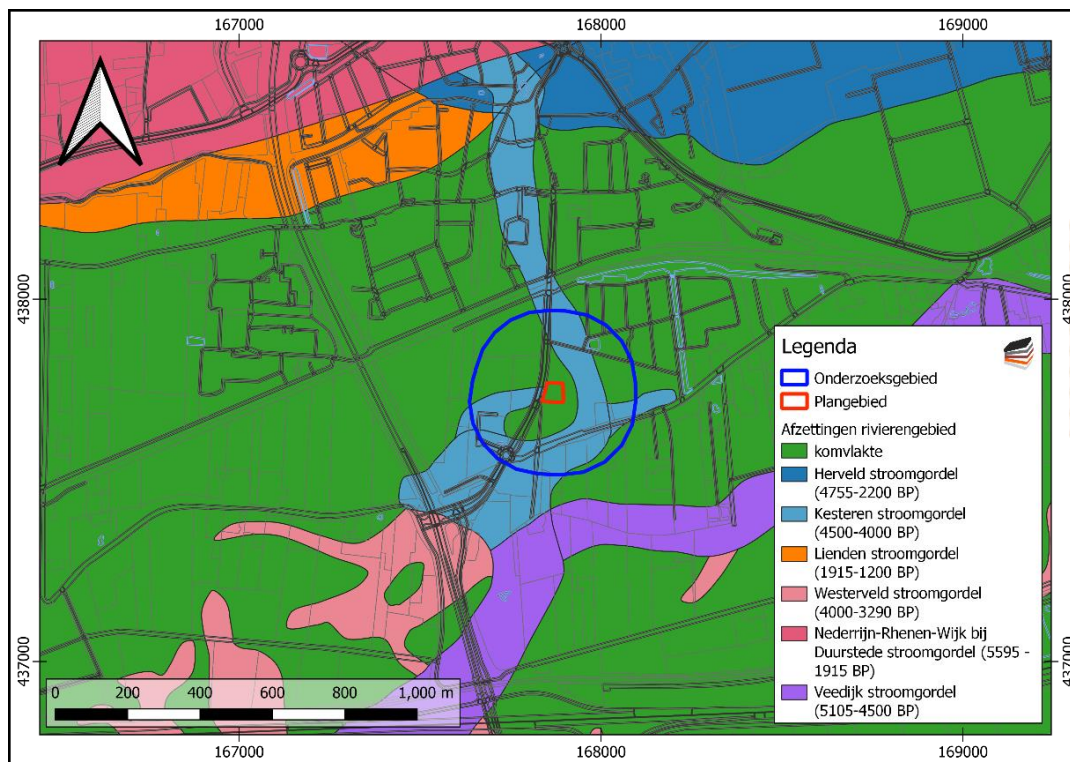 167000
168000
169000
438000
438000
Legenda
Onderzoeksgebied
Plangebied
Afzettingen rivierengebied
komvlakte
Herveld stroomgordel
(4755-2200 BP)
Kesteren stroomgordel
(4500-4000 BP)
Lienden stroomgordel
(1915-1200 BP)
Westerveld stroomgordel
(4000-3290 BP)
Nederrijn-Rhenen-Wijk bij
Duurstede stroomgordel (5595 -
1915 BP)
Veedijk stroomgordel
(5105-4500 BP)
437000
437000
0 200 400 600 800 1,000 m
167000
168000
169000